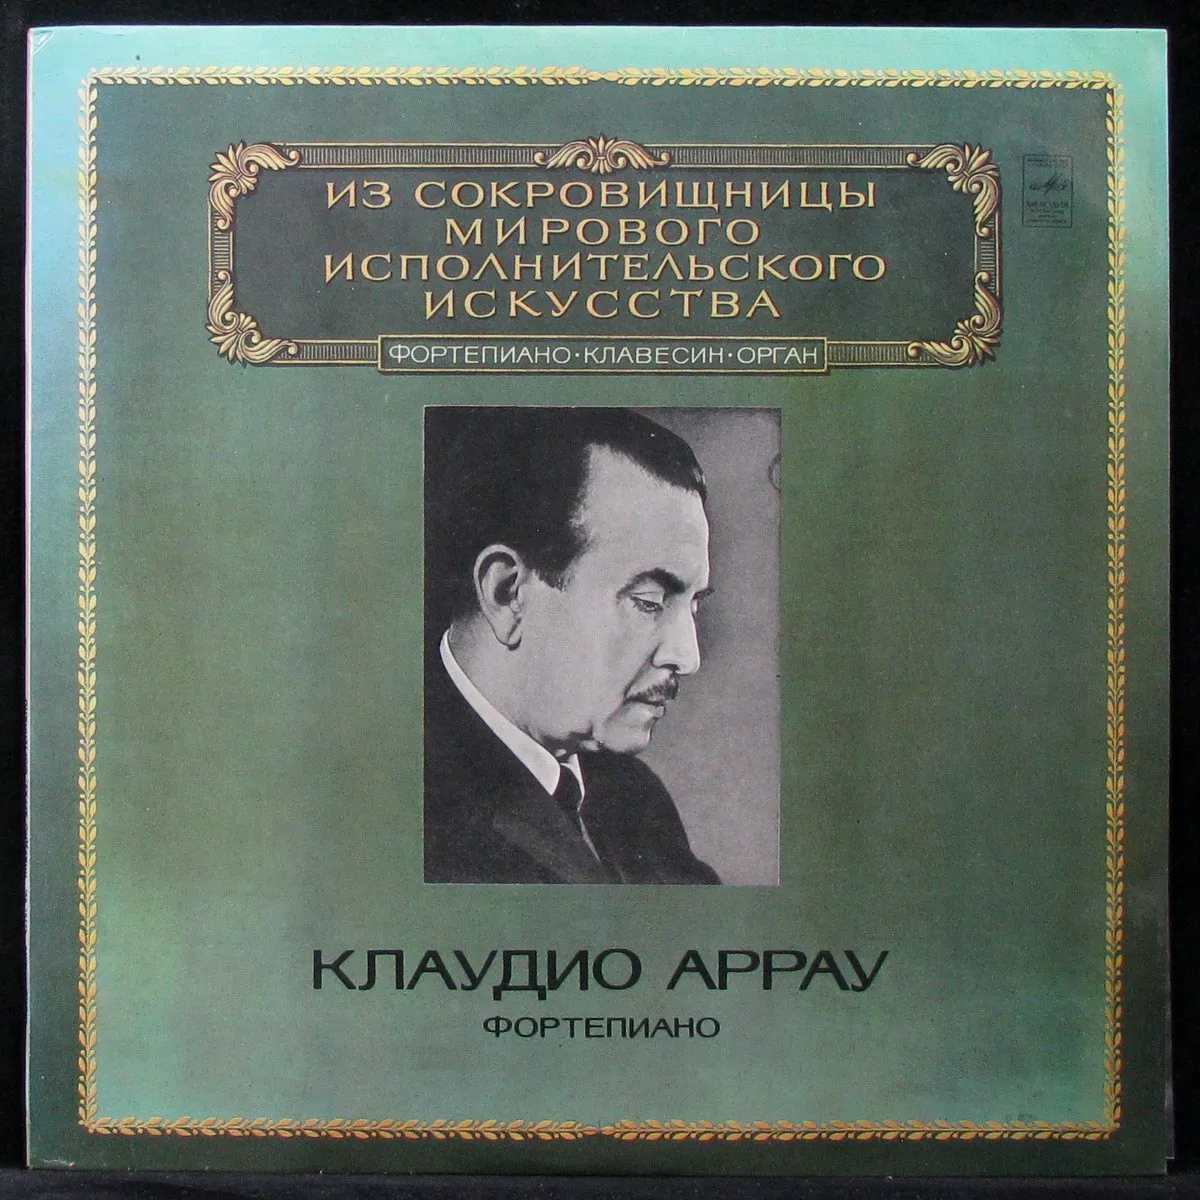 ИЗ СОКРОВИЩНИЦЫ
МИРОВОГО
ИСПОЛНИТЕЛЬСКОГО
ИСКУССТВА
ФОРТЕПИАНО·КЛАВЕСИН·ОРГАН
КЛАУДИО АРРАУ
ФОРТЕПИАНО